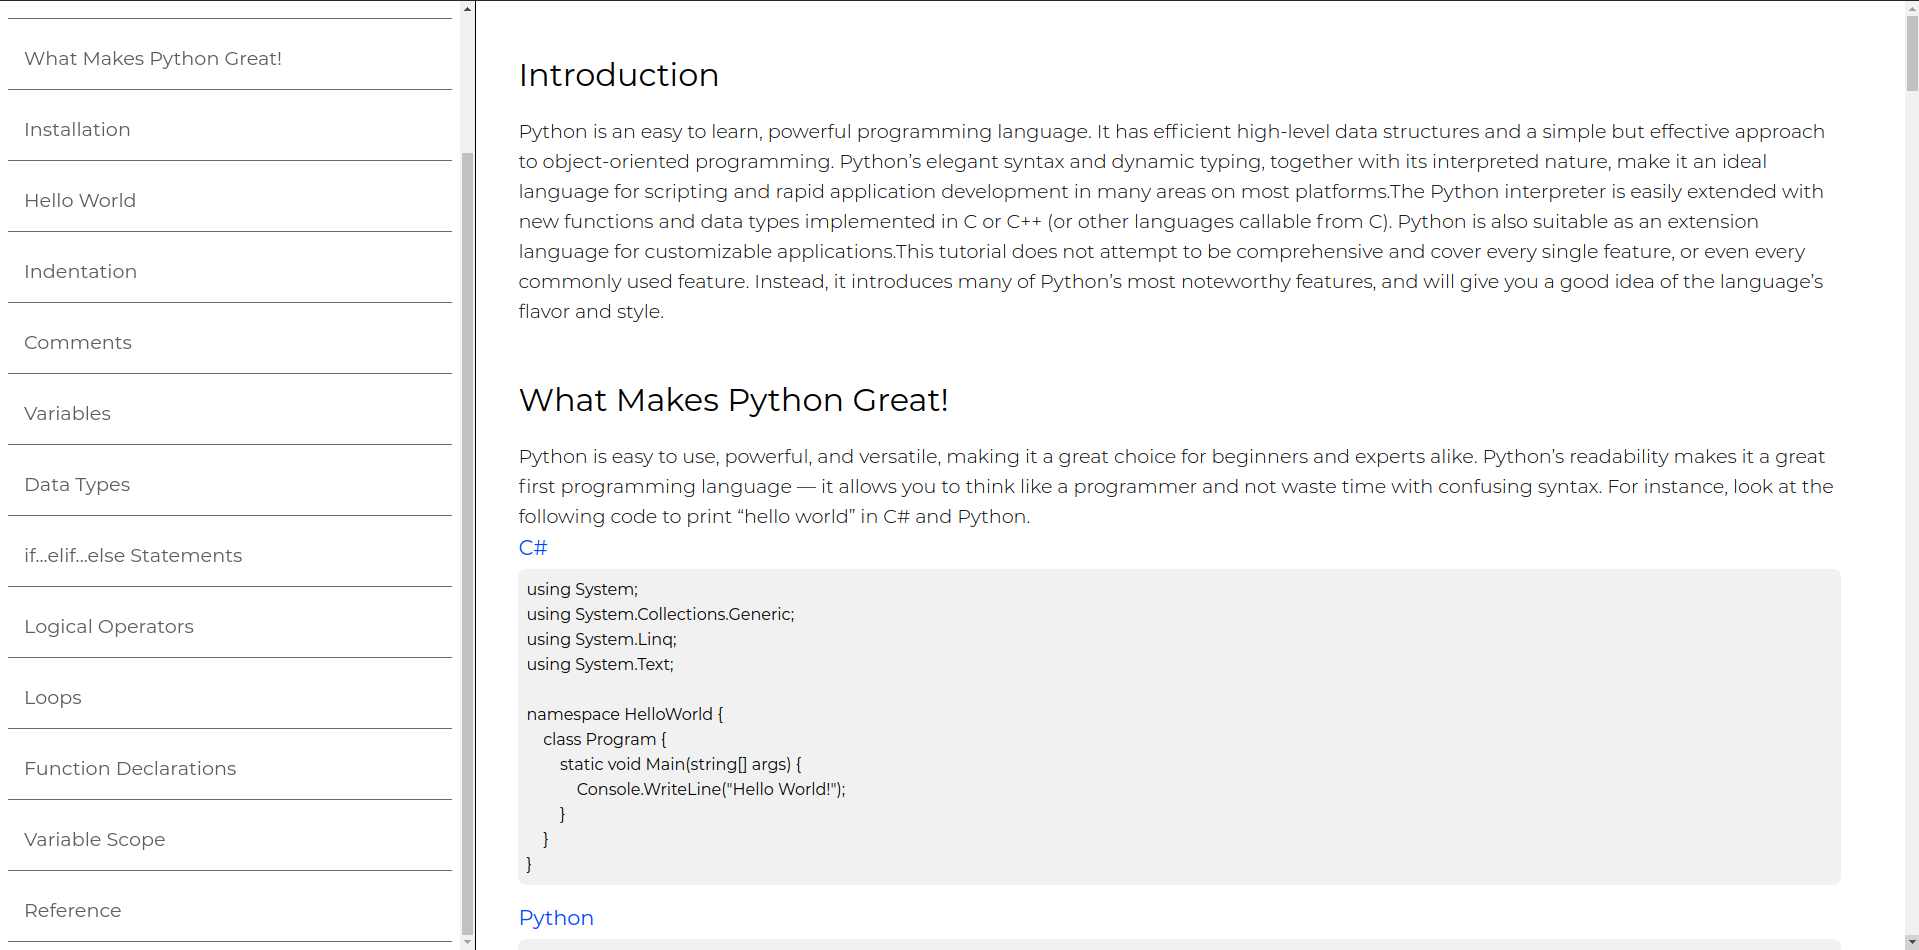 What Makes Python Great!
Installation
Hello World
Indentation
Comments
Variables
Data Types
if...elif...else Statements
Logical Operators
Loops
Function Declarations
Variable Scope
Reference
Introduction
Python is an easy to learn, powerful programming language. It has efficient high-level data structures and a simple but effective approach
to object-oriented programming. Python’s elegant syntax and dynamic typing, together with its interpreted nature, make it an ideal
language for scripting and rapid application development in many areas on most platforms.The Python interpreter is easily extended with
new functions and data types implemented in C or C++ (or other languages callable from C). Python is also suitable as an extension
language for customizable applications.This tutorial does not attempt to be comprehensive and cover every single feature, or even every
commonly used feature. Instead, it introduces many of Python’s most noteworthy features, and will give you a good idea of the language’s
flavor and style.
What Makes Python Great!
Python is easy to use, powerful, and versatile, making it a great choice for beginners and experts alike. Python’s readability makes it a great
first programming language — it allows you to think like a programmer and not waste time with confusing syntax. For instance, look at the
following code to print “hello world” in C# and Python.
C#
using System;
using System.Collections.Generic;
using System.Linq;
using System.Text;
namespace HelloWorld {
class Program {
static void Main(string[] args) {
Console.WriteLine("Hello World!");
}
}
}
Python